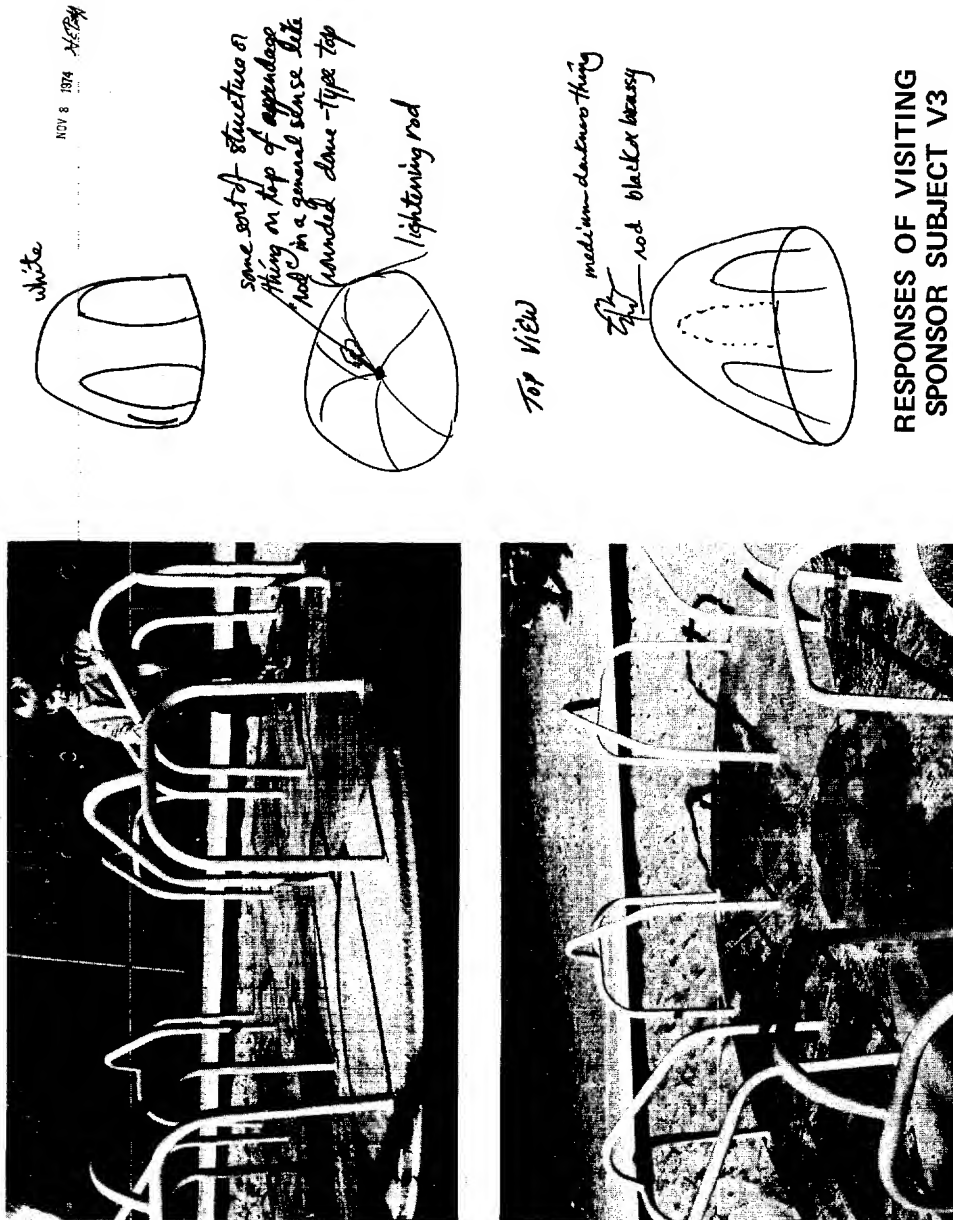 NOV 8 1974
white
some sort of structure or
thing on top of appendage
rod in a general sense like
rounded dome-type top
lightening rod
TOP VIEW
medium darkness thing
rod black or brassy
RESPONSES OF VISITING
SPONSOR SUBJECT V3